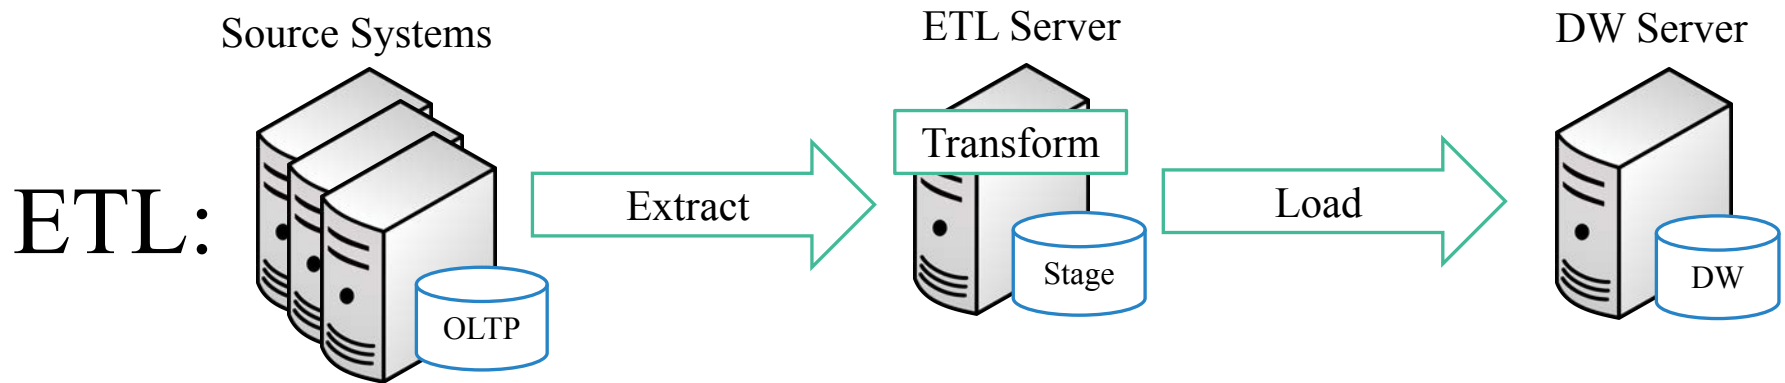 Source Systems
ETL Server
DW Server
Transform
ETL:
Extract
Load
OLTP
Stage
DW